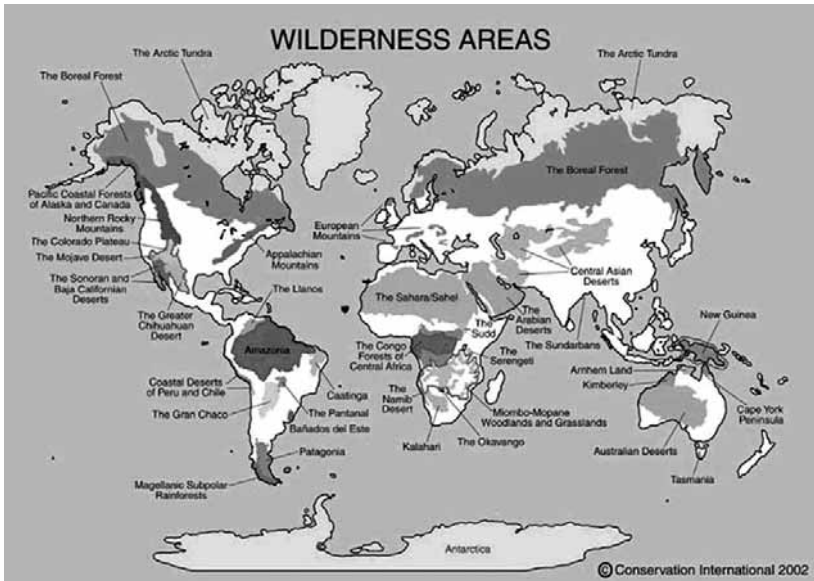 WILDERNESS AREAS
The Arctic Tundra
The Arctic Tundra
The Boreal Forest
The Boreal Forest
Pacific Coastal Forests
of Alaska and Canada
Northern Rocky
Mountains
The Colorado Plateau
The Mojave Desert
The Sonoran and
Baja Californian
Deserts
The Greater
Chihuahuan
Desert
Appalachian
Mountains
European
Mountains
Central Asian
Deserts
The Llanos
The Sahara/Sahel
The
Sudd
The
Arabian
Deserts
The Sundarbans
New Guinea
Amazonia
The Congo
Forests of
Central Africa
The
Serengeti
Arnhem Land
Kimberley
Coastal Deserts
of Peru and Chile
Caatinga
The Gran Chaco
The Pantanal
Bañados del Este
The
Namib
Desert
Miombo-Mopane
Woodlands and Grasslands
Cape York
Peninsula
Kalahari
The Okavango
Australian Deserts
Patagonia
Tasmania
Magellanic Subpolar
Rainforests
Antarctica
© Conservation International 2002